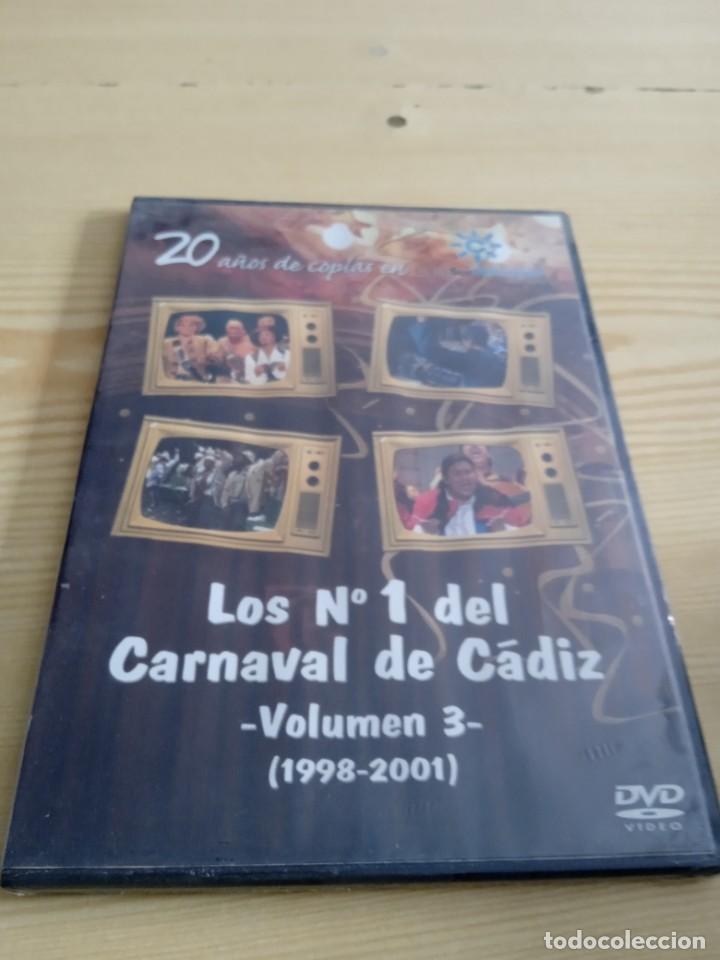 20 años de coplas en
Los Nº 1 del
Carnaval de Cádiz
-Volumen 3-
(1998-2001)
DVD
VIDEO
todocoleccion